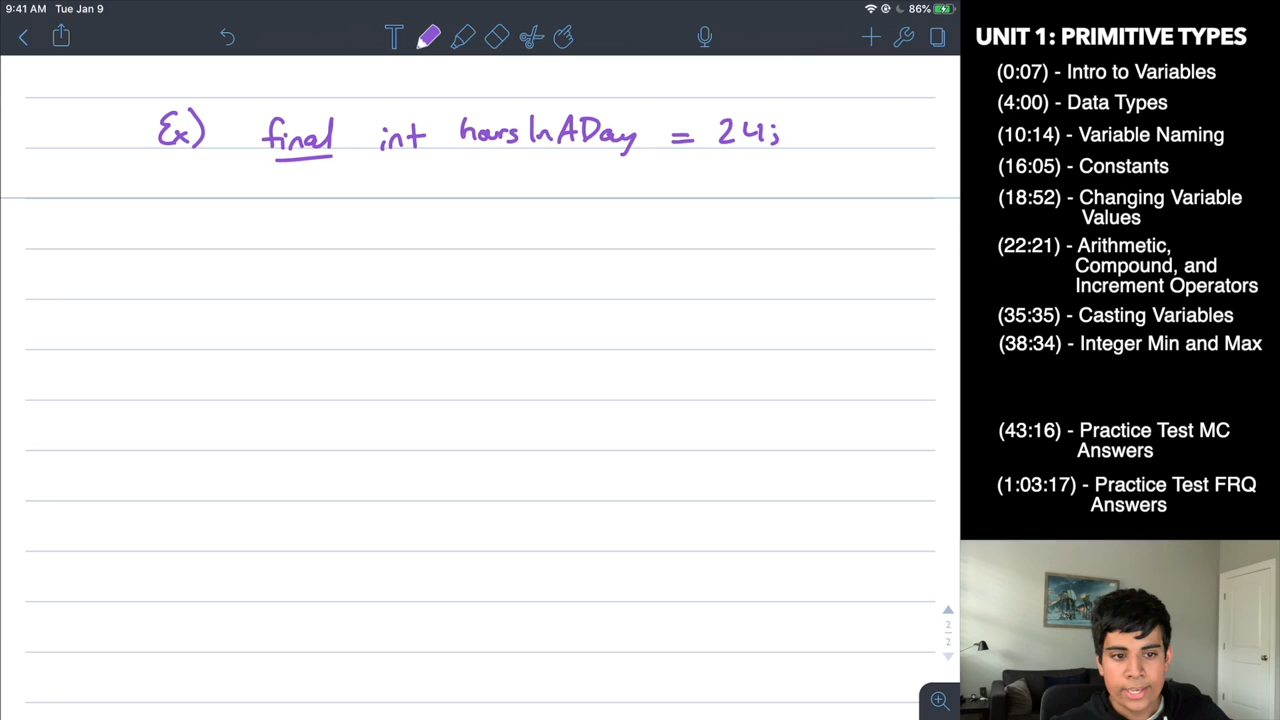 9:41 AM Tue Jan 9
86%
T
Ex) final int hoursInADay = 24;
2
2
UNIT 1: PRIMITIVE TYPES
(0:07) - Intro to Variables
(4:00) - Data Types
(10:14) - Variable Naming
(16:05) - Constants
(18:52) - Changing Variable
Values
(22:21) - Arithmetic,
Compound, and
Increment Operators
(35:35) - Casting Variables
(38:34) - Integer Min and Max
(43:16) - Practice Test MC
Answers
(1:03:17) - Practice Test FRQ
Answers